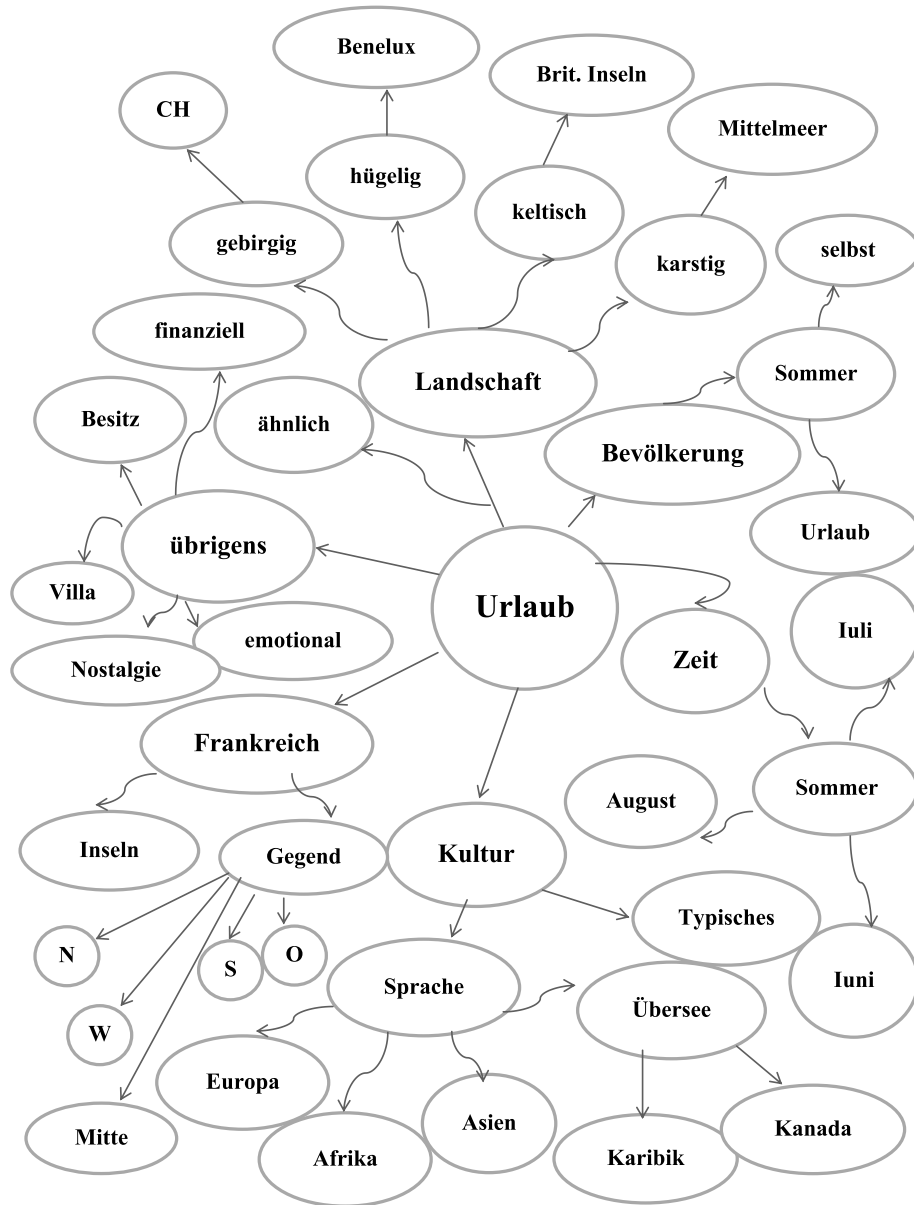 Benelux
Brit. Inseln
CH
Mittelmeer
hügelig
keltisch
gebirgig
selbst
karstig
finanziell
Landschaft
Sommer
Besitz
ähnlich
Bevölkerung
Urlaub
übrigens
Villa
Urlaub
Iuli
emotional
Nostalgie
Zeit
Frankreich
Sommer
August
Inseln
Gegend
Kultur
Typisches
N
S
O
Sprache
Iuni
Übersee
W
Europa
Asien
Kanada
Mitte
Afrika
Karibik